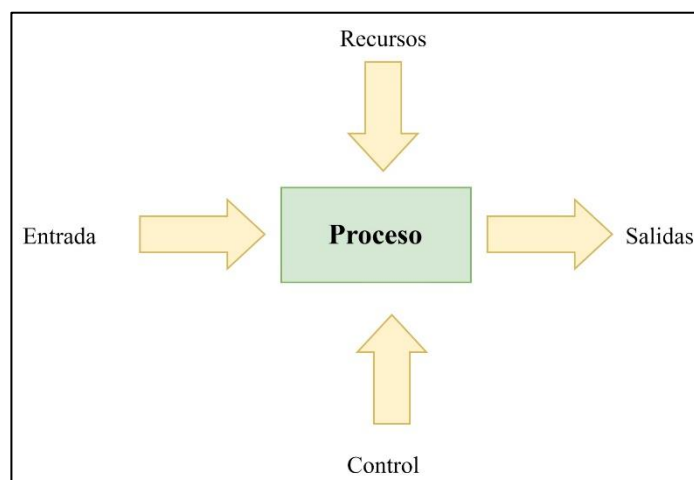 Recursos
Entrada
Proceso
Salidas
Control